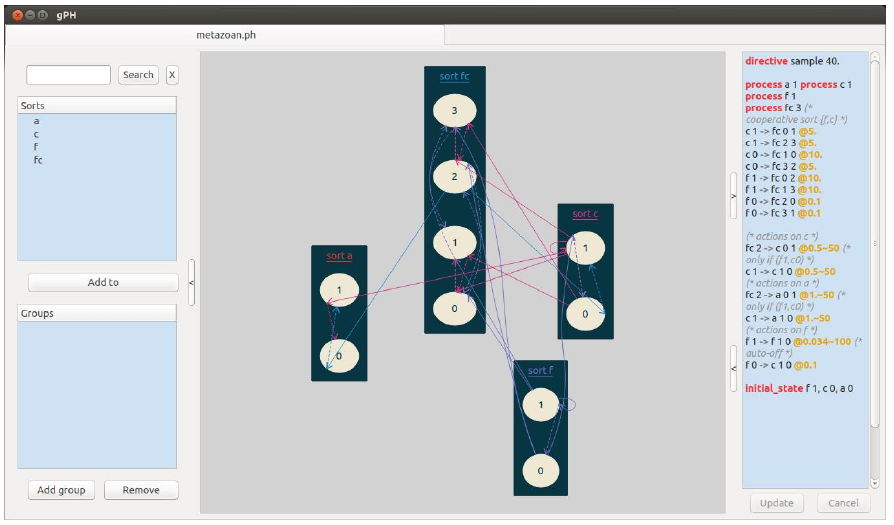 gPH
metazoan.ph
Search
X
Sorts
a
c
f
fc
Add to
Groups
Add group
Remove
<
sort fc
3
2
1
0
sort c
1
0
sort a
1
0
sort f
1
0
>
<
directive sample 40.
process a 1 process c 1
process f 1
process fc 3 (*
cooperative sort {f,c} *)
c 1 -> fc 0 1 @5.
c 1 -> fc 2 3 @5.
c 0 -> fc 1 0 @10.
c 0 -> fc 3 2 @5.
f 1 -> fc 0 2 @10.
f 1 -> fc 1 3 @10.
f 0 -> fc 2 0 @0.1
f 0 -> fc 3 1 @0.1
(* actions on c *)
fc 2 -> c 0 1 @0.5~50 (*
only if {f1,c0} *)
c 1 -> c 1 0 @0.5~50
(* actions on a *)
fc 2 -> a 0 1 @1.~50 (*
only if {f1,c0} *)
c 1 -> a 1 0 @1.~50
(* actions on f *)
f 1 -> f 1 0 @0.034~100 (*
auto-off *)
f 0 -> c 1 0 @0.1
initial_state f 1, c 0, a 0
Update
Cancel